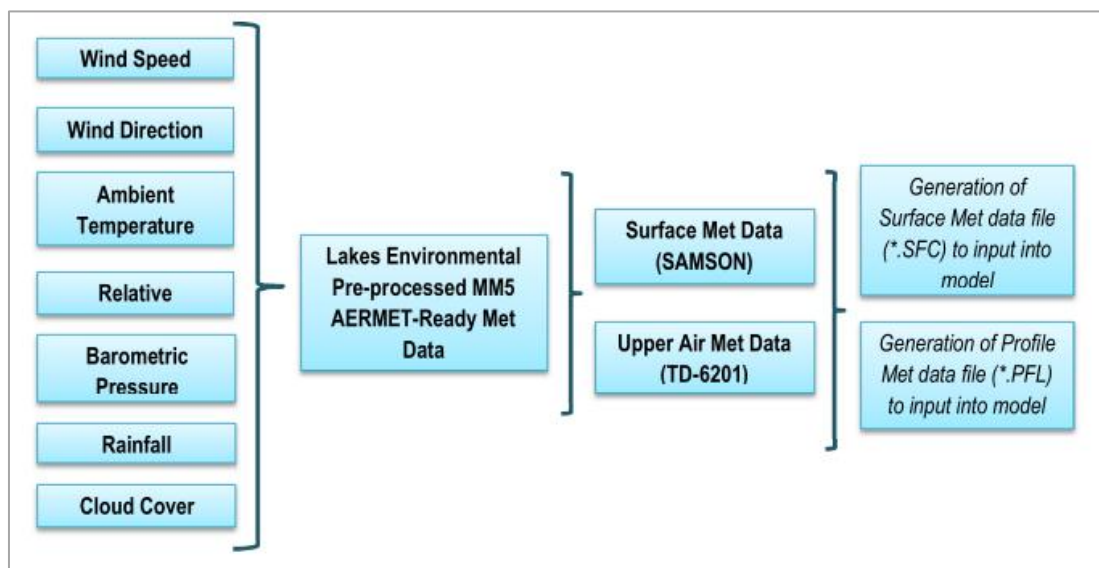 Wind Speed
Wind Direction
Ambient
Temperature
Relative
Barometric
Pressure
Rainfall
Cloud Cover
Lakes Environmental
Pre-processed MM5
AERMET-Ready Met
Data
Surface Met Data
(SAMSON)
Upper Air Met Data
(TD-6201)
Generation of
Surface Met data file
(*.SFC) to input into
model
Generation of Profile
Met data file (*.PFL)
to input into model